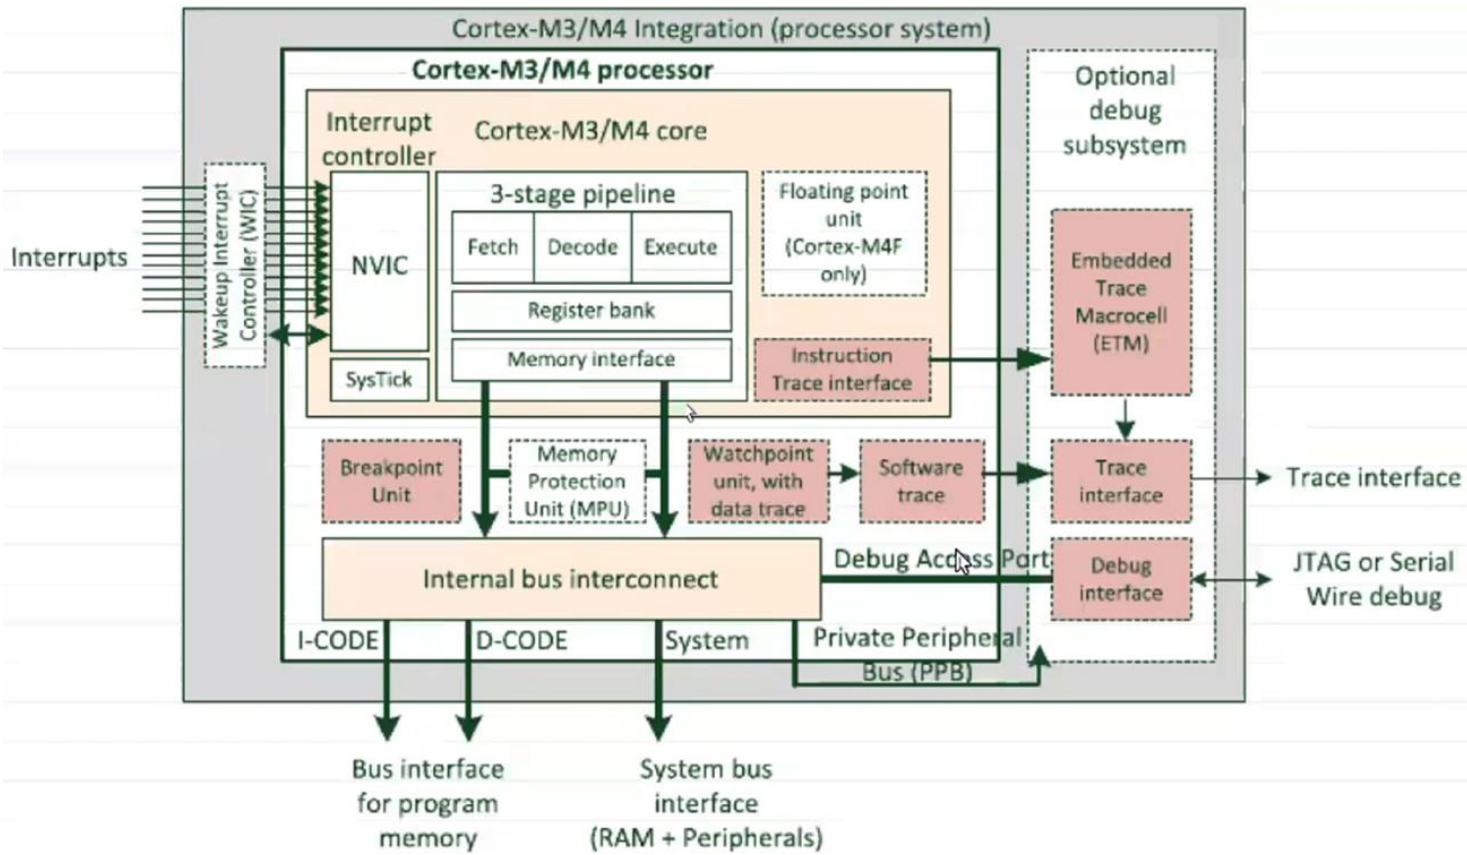 Cortex-M3/M4 Integration (processor system)
Cortex-M3/M4 processor
Interrupt
controller
Cortex-M3/M4 core
Optional
debug
subsystem
Interrupts
Wakeup Interrupt
Controller (WIC)
NVIC
SysTick
3-stage pipeline
Fetch
Decode
Execute
Register bank
Memory interface
Floating point
unit
(Cortex-M4F
only)
Instruction
Trace interface
Embedded
Trace
Macrocell
(ETM)
Breakpoint
Unit
Memory
Protection
Unit (MPU)
Watchpoint
unit, with
data trace
Software
trace
Trace
interface
Trace interface
Internal bus interconnect
Debug Access Port
Debug
interface
JTAG or Serial
Wire debug
I-CODE
D-CODE
System
Private Peripheral
Bus (PPB)
Bus interface
for program
memory
System bus
interface
(RAM + Peripherals)